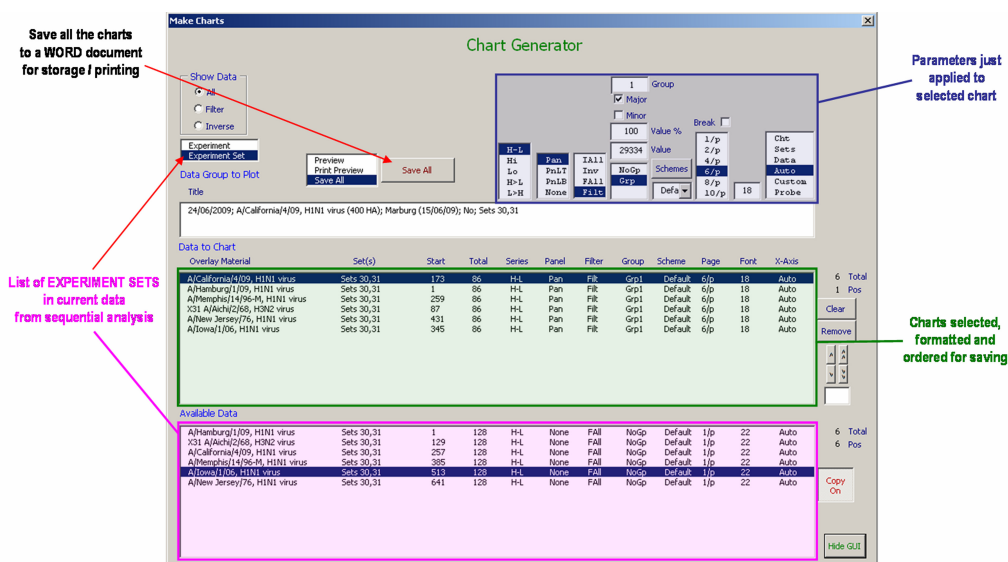 Make Charts
Save all the charts
to a WORD document
for storage / printing
Chart Generator
Parameters just
applied to
selected chart
Show Data
All
Filter
Inverse
Experiment
Experiment Set
Preview
Print Preview
Save All
Save All
1 Group
Major
Minor
100 Value %
29334 Value
Break
H-L
Hi
Lo
H>L
L>H
Pan
PnLT
PnLB
None
IAll
Inv
FAll
Filt
NoGp
Grp
Schemes
Defa
1/p
2/p
4/p
6/p
8/p
10/p
18
Cht
Sets
Data
Auto
Custom
Probe
Data Group to Plot
Title
24/06/2009; A/California/4/09, H1N1 virus (400 HA); Marburg (15/06/09); No; Sets 30,31
Data to Chart
Overlay Material Set(s) Start Total Series Panel Filter Group Scheme Page Font X-Axis
A/California/4/09, H1N1 virus Sets 30,31 173 86 H-L Pan Filt Grp1 Default 6/p 18 Auto
A/Hamburg/1/09, H1N1 virus Sets 30,31 1 86 H-L Pan Filt Grp1 Default 6/p 18 Auto
A/Memphis/14/96-M, H1N1 virus Sets 30,31 259 86 H-L Pan Filt Grp1 Default 6/p 18 Auto
X31 A/Aichi/2/68, H3N2 virus Sets 30,31 87 86 H-L Pan Filt Grp1 Default 6/p 18 Auto
A/New Jersey/76, H1N1 virus Sets 30,31 431 86 H-L Pan Filt Grp1 Default 6/p 18 Auto
A/Iowa/1/06, H1N1 virus Sets 30,31 345 86 H-L Pan Filt Grp1 Default 6/p 18 Auto
6 Total
1 Pos
Clear
Remove
List of EXPERIMENT SETS
in current data
from sequential analysis
Charts selected,
formatted and
ordered for saving
Available Data
A/Hamburg/1/09, H1N1 virus Sets 30,31 1 128 H-L None FAll NoGp Default 1/p 22 Auto
X31 A/Aichi/2/68, H3N2 virus Sets 30,31 129 128 H-L None FAll NoGp Default 1/p 22 Auto
A/California/4/09, H1N1 virus Sets 30,31 257 128 H-L None FAll NoGp Default 1/p 22 Auto
A/Memphis/14/96-M, H1N1 virus Sets 30,31 385 128 H-L None FAll NoGp Default 1/p 22 Auto
A/Iowa/1/06, H1N1 virus Sets 30,31 513 128 H-L None FAll NoGp Default 1/p 22 Auto
A/New Jersey/76, H1N1 virus Sets 30,31 641 128 H-L None FAll NoGp Default 1/p 22 Auto
6 Total
6 Pos
Copy
On
Hide GUI